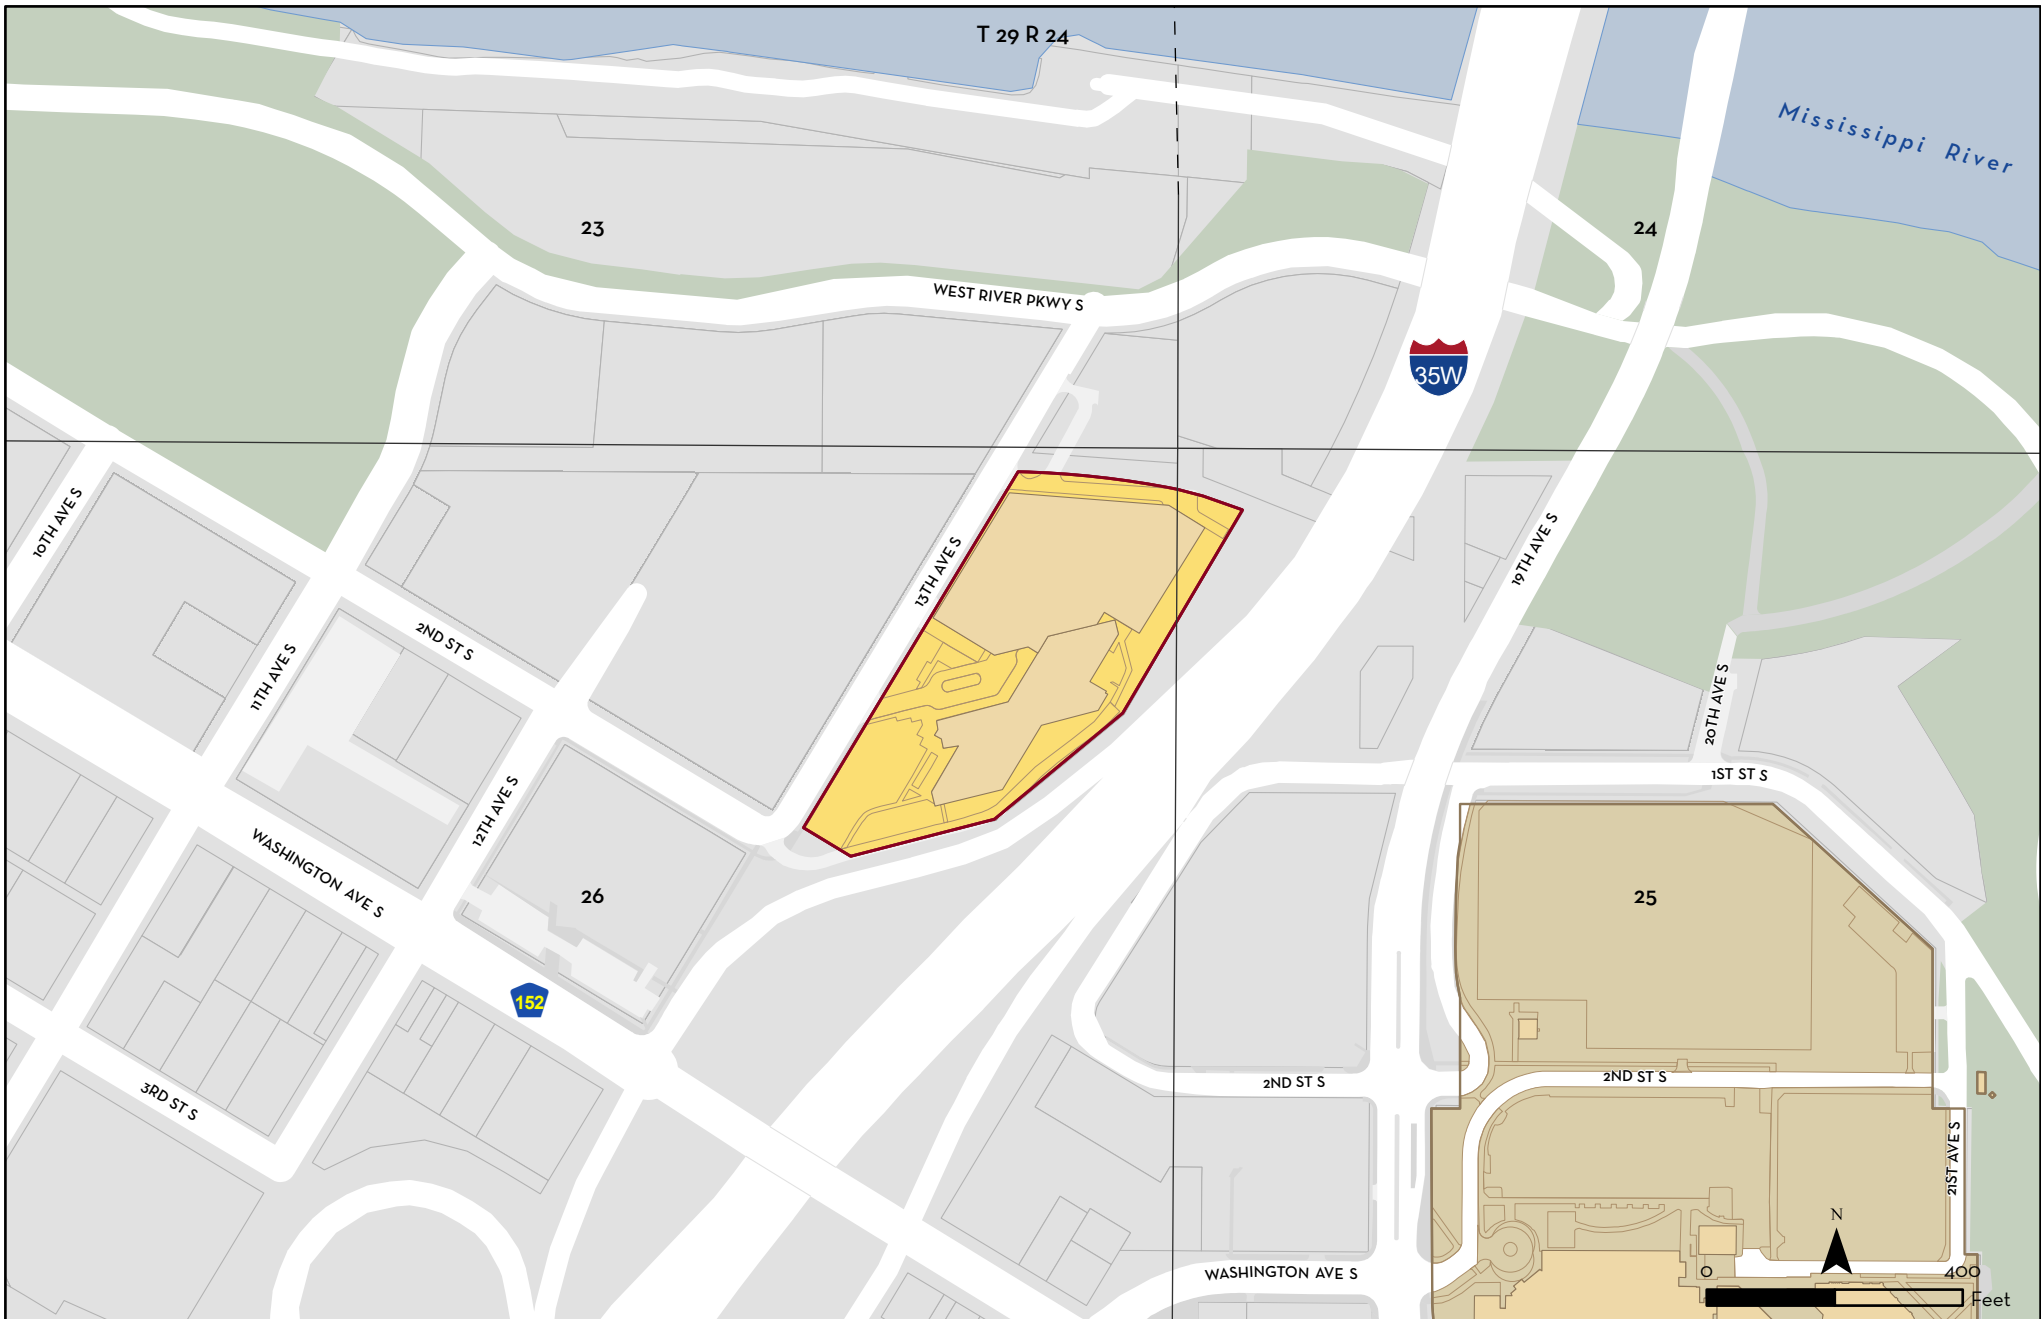 T 29 R 24
Mississippi River
23
24
WEST RIVER PKWY S
35W
10TH AVE S
13TH AVE S
19TH AVE S
2ND ST S
11TH AVE S
20TH AVE S
1ST ST S
12TH AVE S
WASHINGTON AVE S
26
25
152
2ND ST S
2ND ST S
3RD ST S
21ST AVE S
N
WASHINGTON AVE S
0 400
Feet